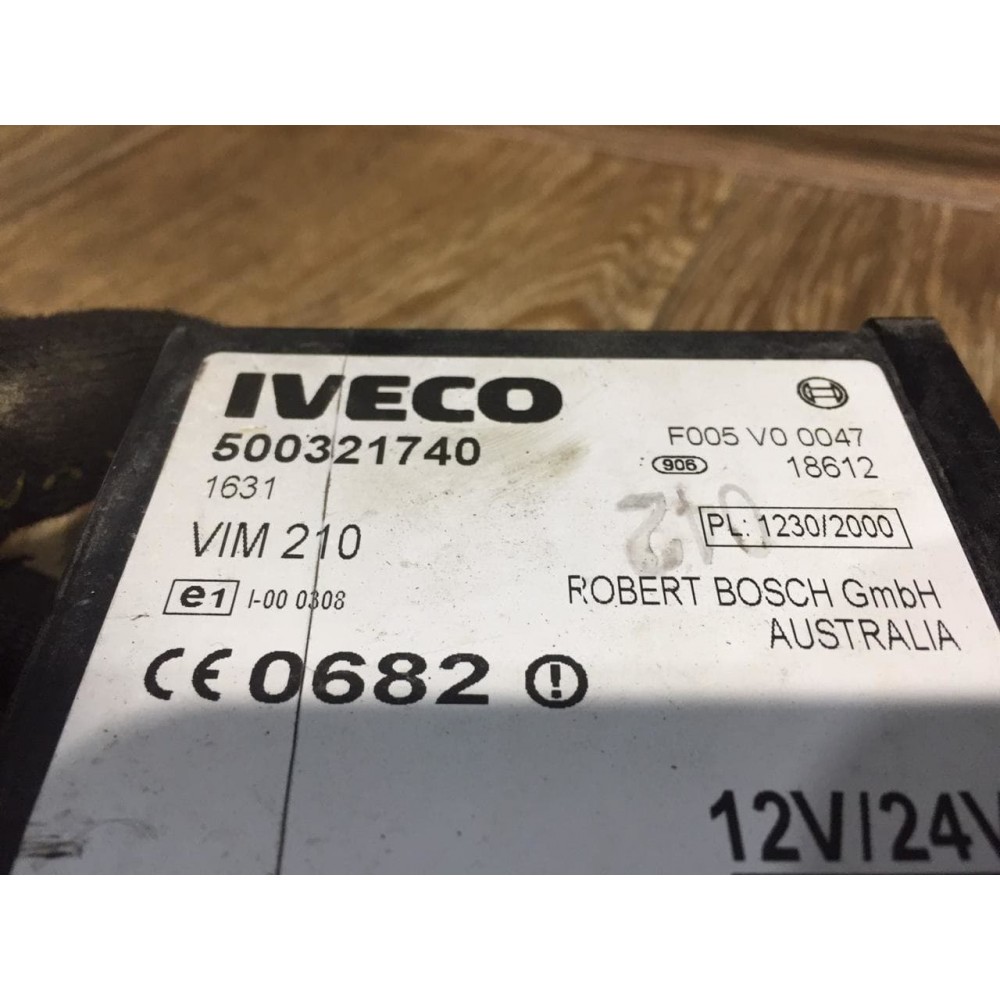 IVECO
500321740
1631
VIM 210
e1 I-00 0308
CE 0682
F005 V0 0047
906 18612
PL: 1230/2000
012
ROBERT BOSCH GmbH
AUSTRALIA
12V/24V